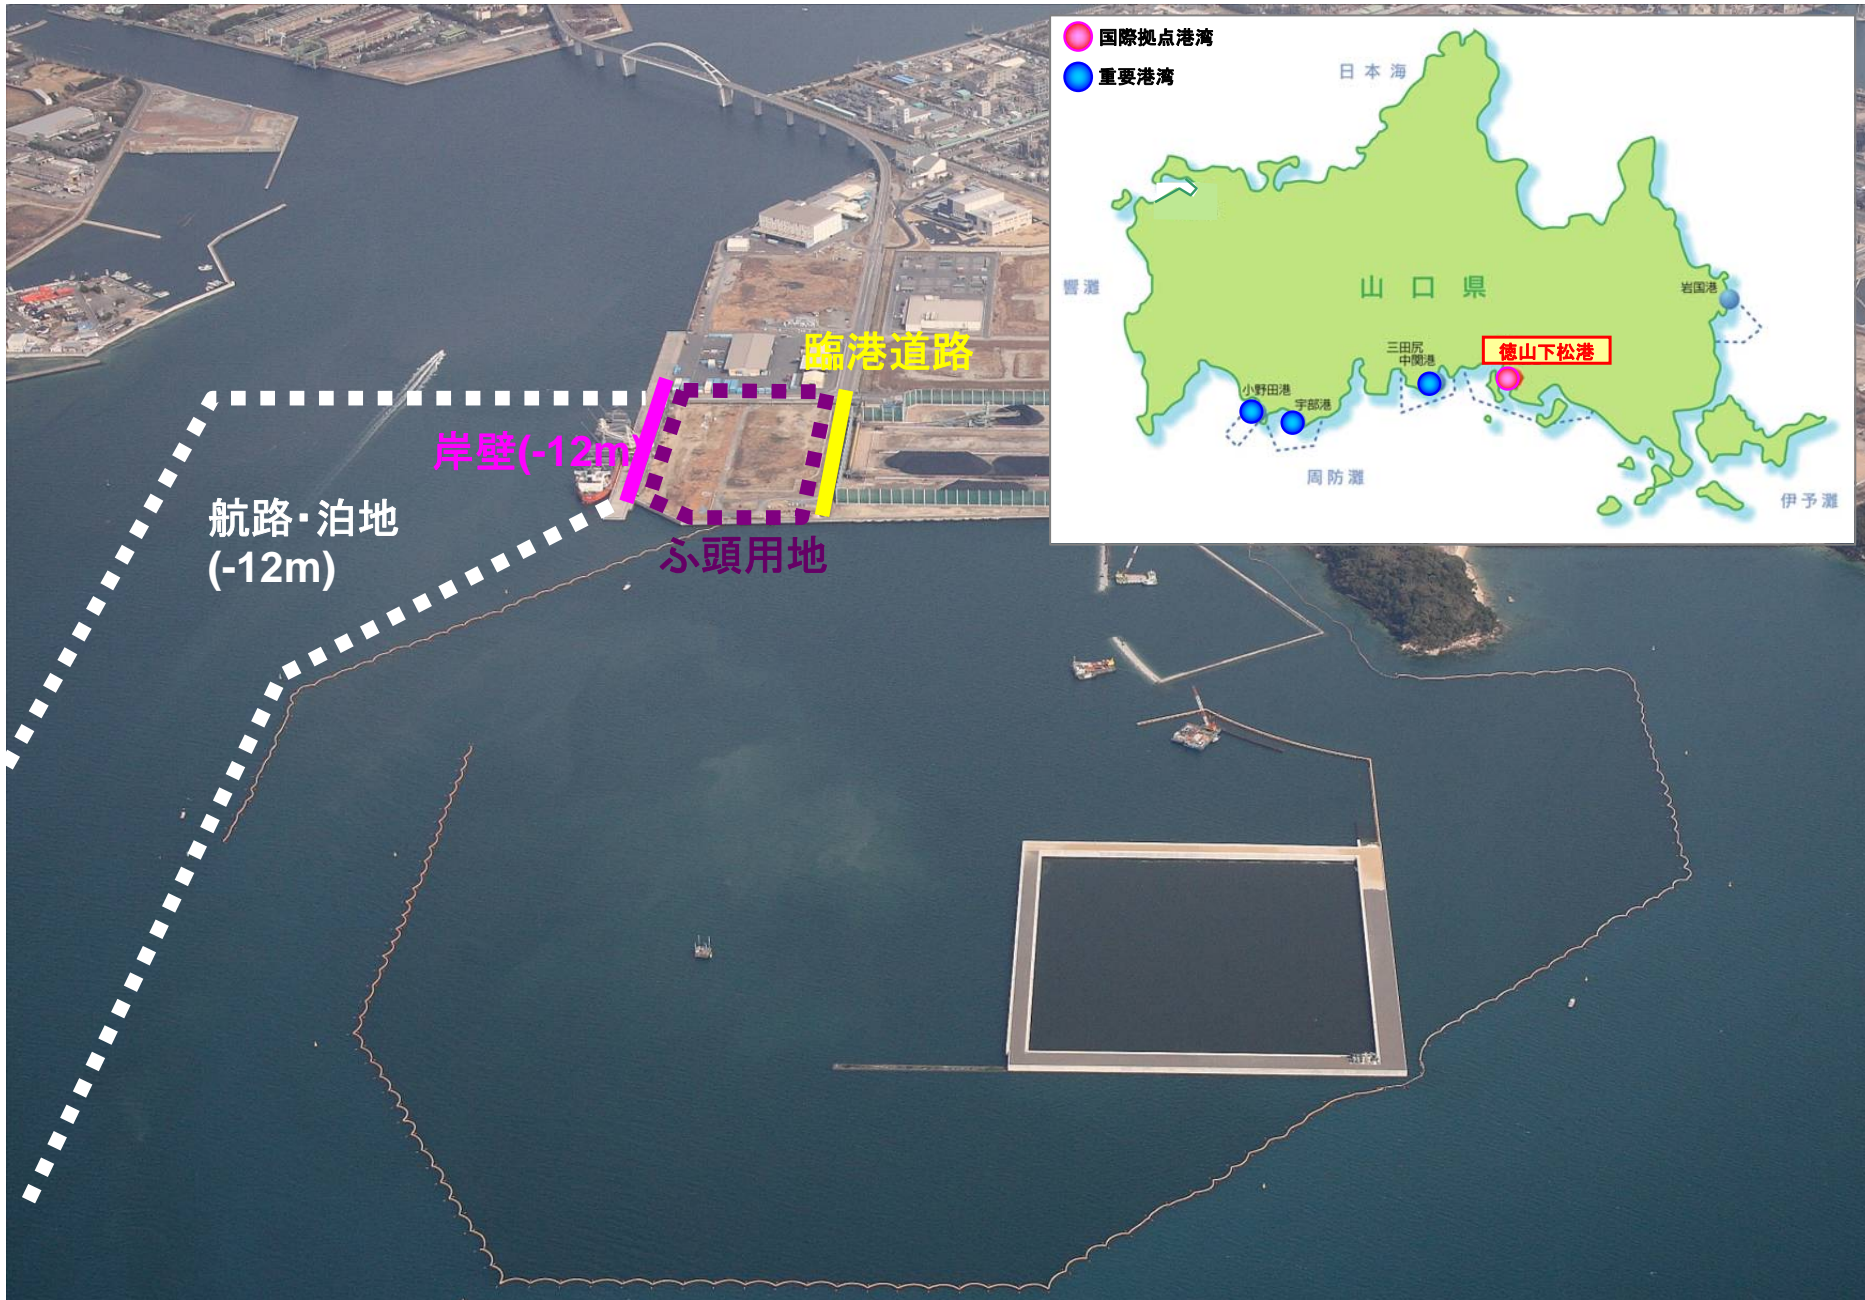 国際拠点港湾
重要港湾
日本海
響灘
山口県
岩国港
徳山下松港
三田尻
中関港
小野田港
宇部港
周防灘
伊予灘
臨港道路
岸壁(-12m)
航路・泊地
(-12m)
ふ頭用地